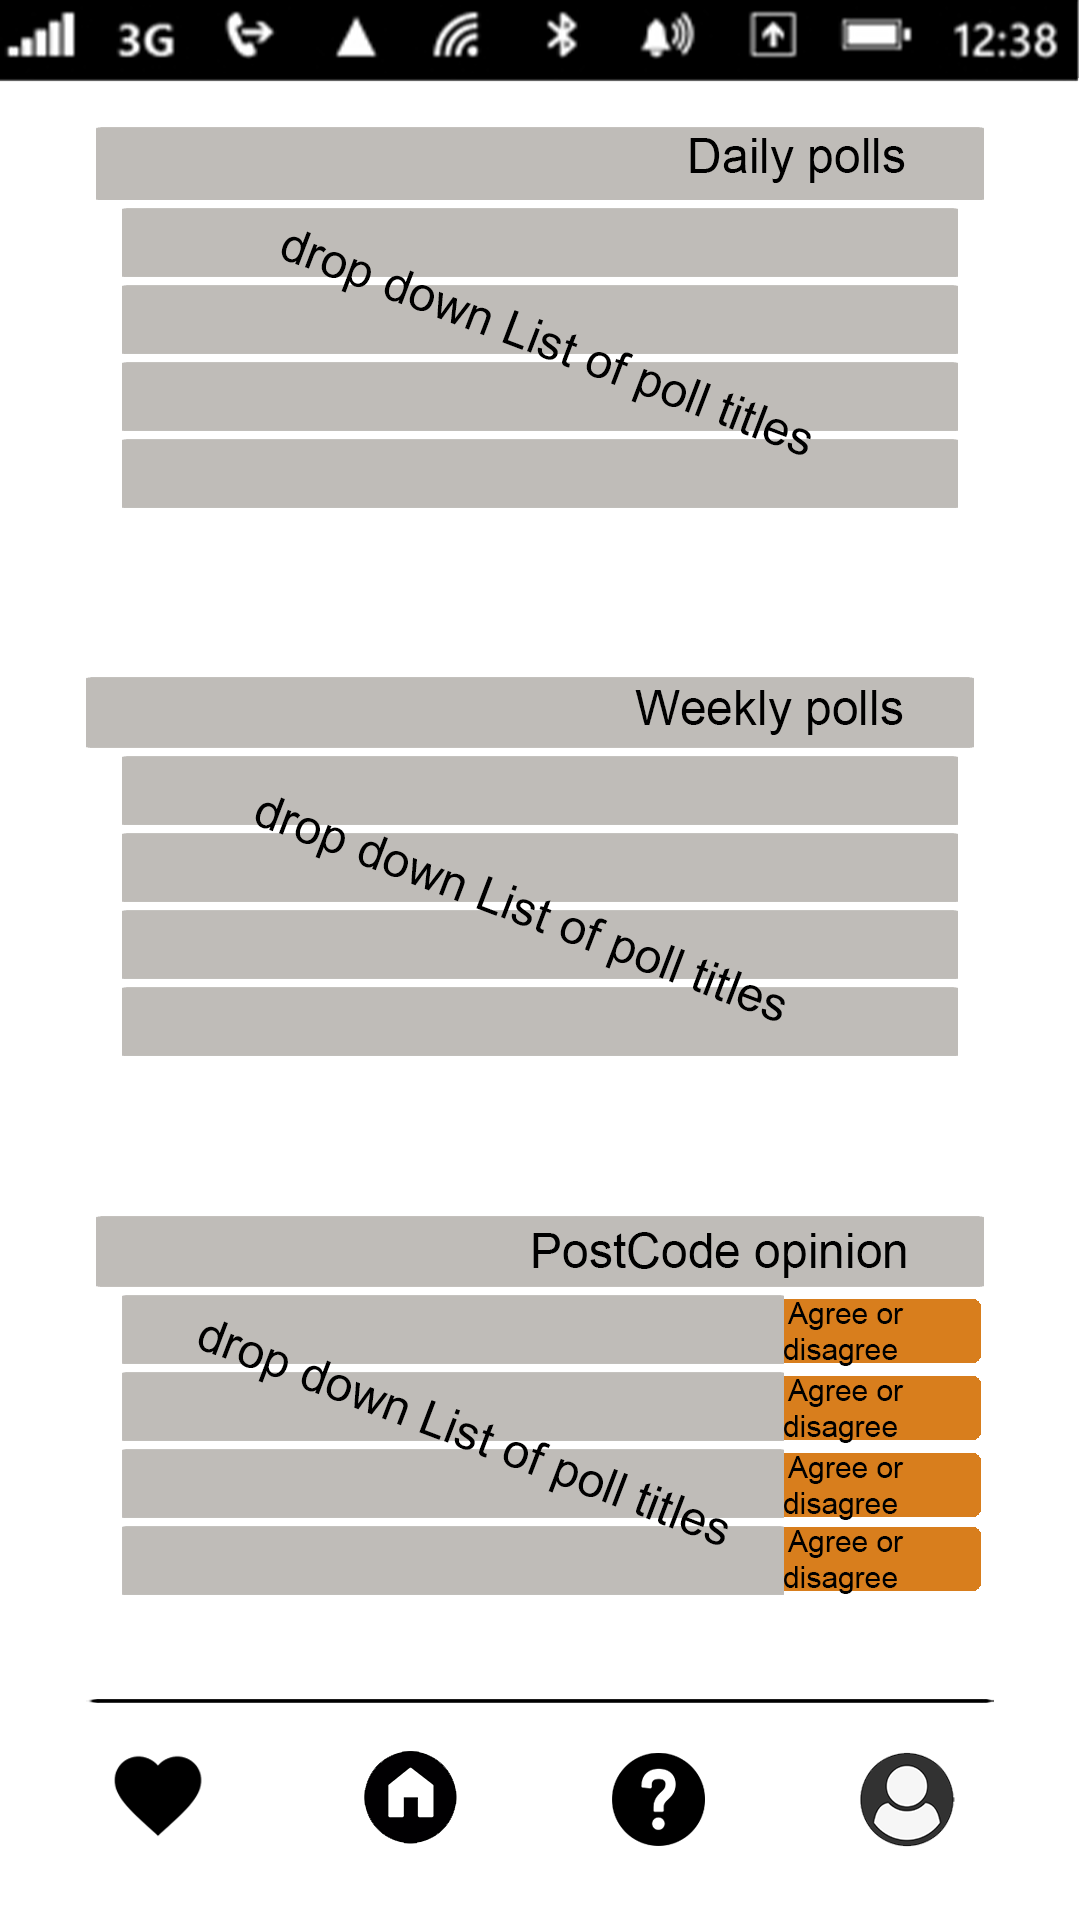 3G 12:38
Daily polls
drop down List of poll titles
Weekly polls
drop down List of poll titles
PostCode opinion
drop down List of poll titles
Agree or
disagree
Agree or
disagree
Agree or
disagree
Agree or
disagree
?